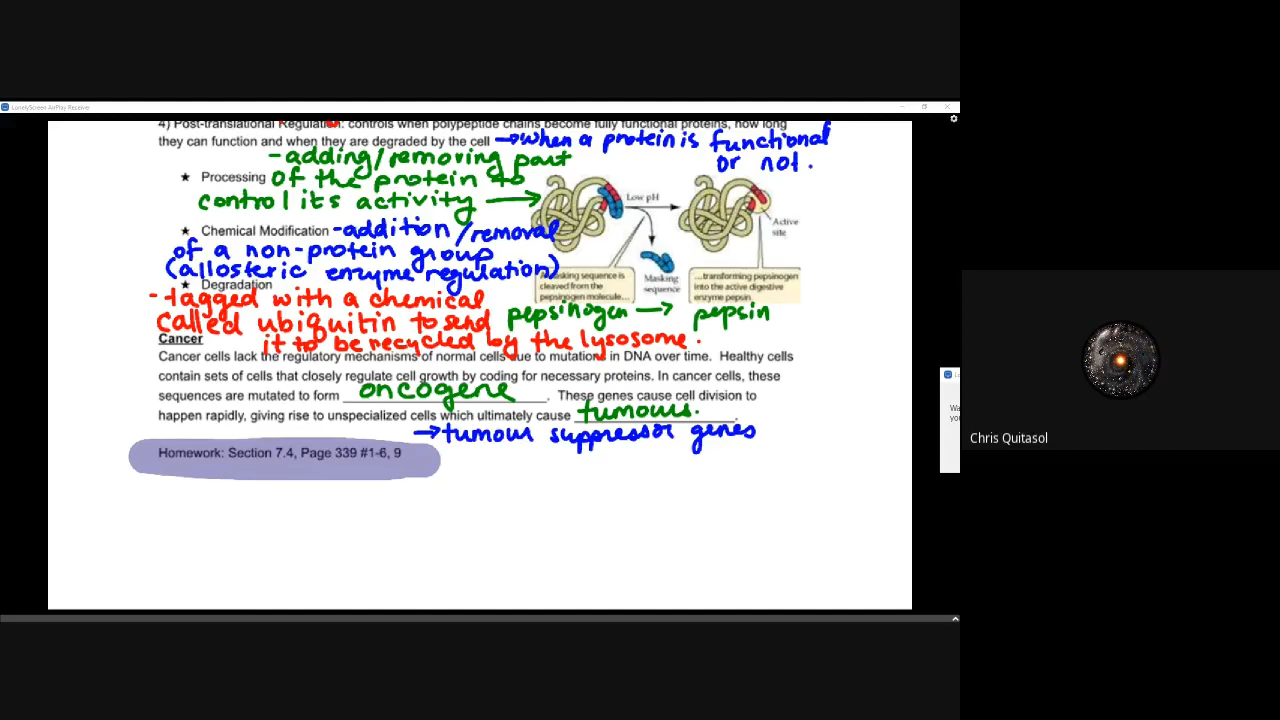 LonelyScreen AirPlay Receiver
4) Post-translational Regulation: controls when polypeptide chains become fully functional proteins, how long
they can function and when they are degraded by the cell → when a protein is functional
or not.
- adding/removing part
★ Processing of the protein to
control its activity →
Low pH
Active
site
★ Chemical Modification - addition/removal
of a non-protein group
(allosteric enzyme regulation)
A masking sequence is
cleaved from the
pepsinogen molecule...
Masking
sequence
...transforming pepsinogen
into the active digestive
enzyme pepsin.
★ Degradation
- tagged with a chemical
called ubiquitin to send
it to be recycled by the lysosome.
pepsinogen → pepsin
Cancer
Cancer cells lack the regulatory mechanisms of normal cells due to mutations in DNA over time. Healthy cells
contain sets of cells that closely regulate cell growth by coding for necessary proteins. In cancer cells, these
sequences are mutated to form oncogene. These genes cause cell division to
happen rapidly, giving rise to unspecialized cells which ultimately cause tumours.
→ tumour suppressor genes
Homework: Section 7.4, Page 339 #1-6, 9
Chris Quitasol